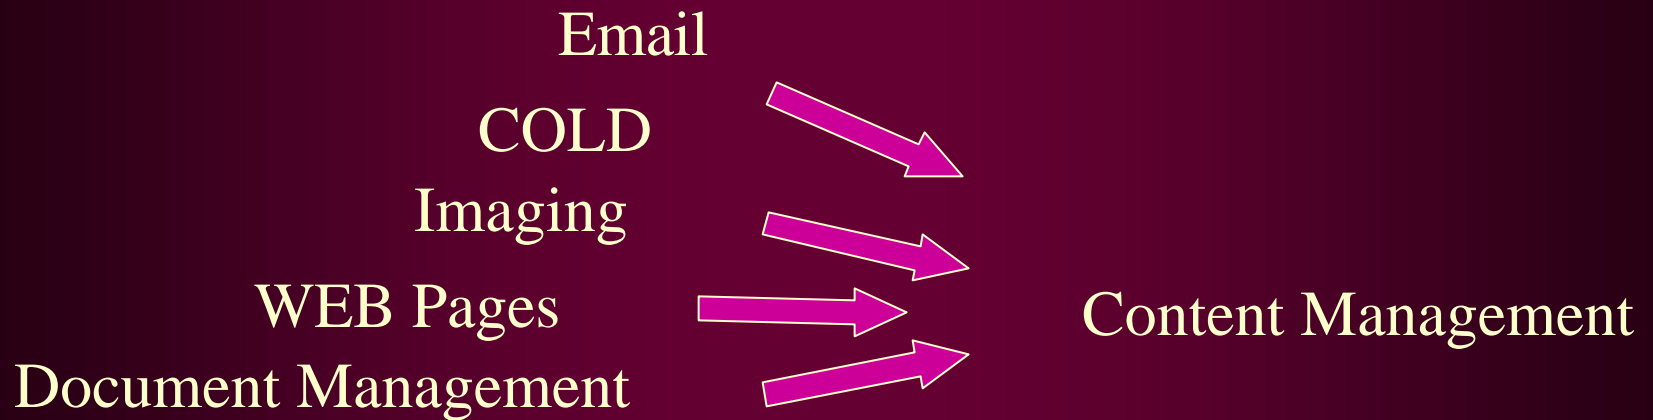 Email
COLD
Imaging
WEB Pages
Content Management
Document Management